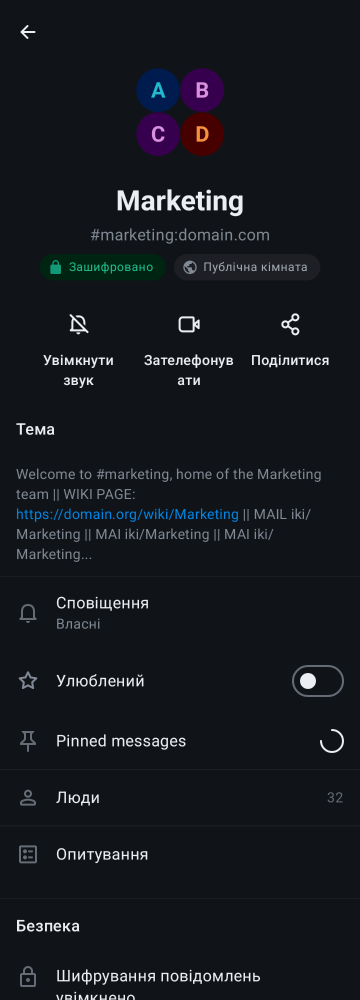 A B
C D
Marketing
#marketing:domain.com
Зашифровано Публічна кімната
Увімкнути звук
Зателефонувати
Поділитися
Тема
Welcome to #marketing, home of the Marketing
team || WIKI PAGE:
https://domain.org/wiki/Marketing || MAIL iki/
Marketing || MAI iki/Marketing || MAI iki/
Marketing...
Сповіщення
Власні
Улюблений
Pinned messages
Люди 32
Опитування
Безпека
Шифрування повідомлень
увімкнено